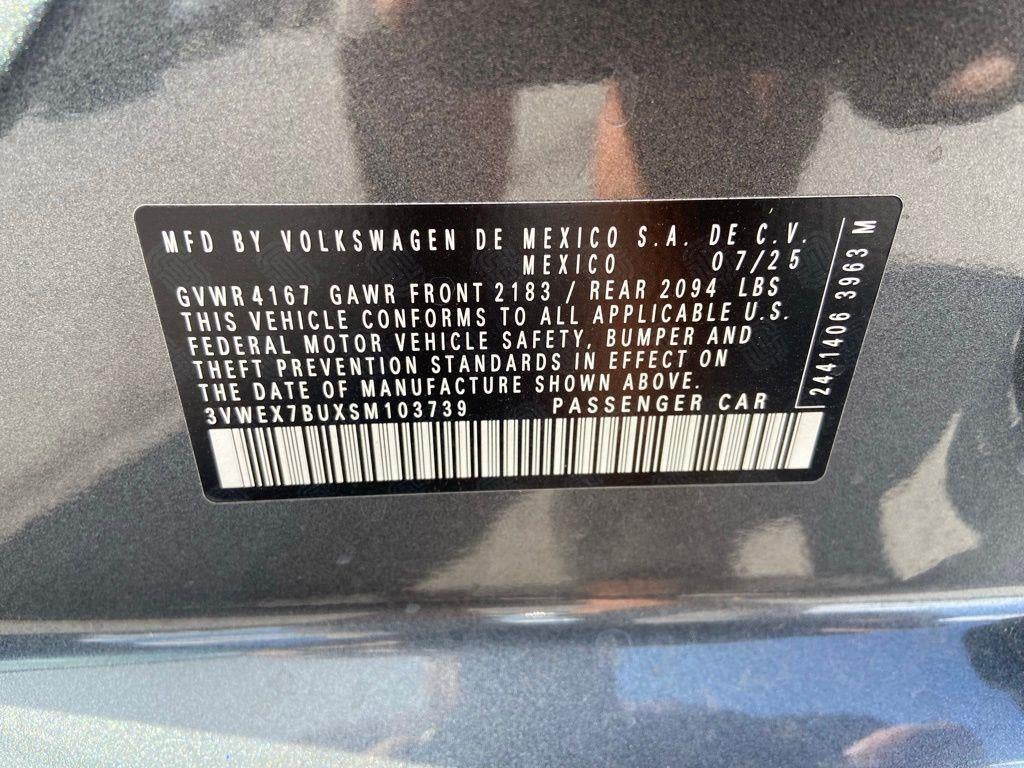 MFD BY VOLKSWAGEN DE MEXICO S.A. DE C.V.
MEXICO 07/25
GVWR 4167 GAWR FRONT 2183 / REAR 2094 LBS
THIS VEHICLE CONFORMS TO ALL APPLICABLE U.S.
FEDERAL MOTOR VEHICLE SAFETY, BUMPER AND
THEFT PREVENTION STANDARDS IN EFFECT ON
THE DATE OF MANUFACTURE SHOWN ABOVE.
3VWEX7BUXSM103739 PASSENGER CAR
2441406 3963 M